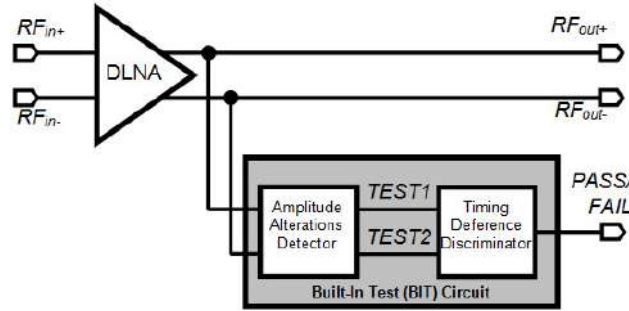 RFin+
RFout+
DLNA
RFin-
RFout-
Amplitude
Alterations
Detector
TEST1
TEST2
Timing
Deference
Discriminator
PASS/
FAIL
Built-In Test (BIT) Circuit